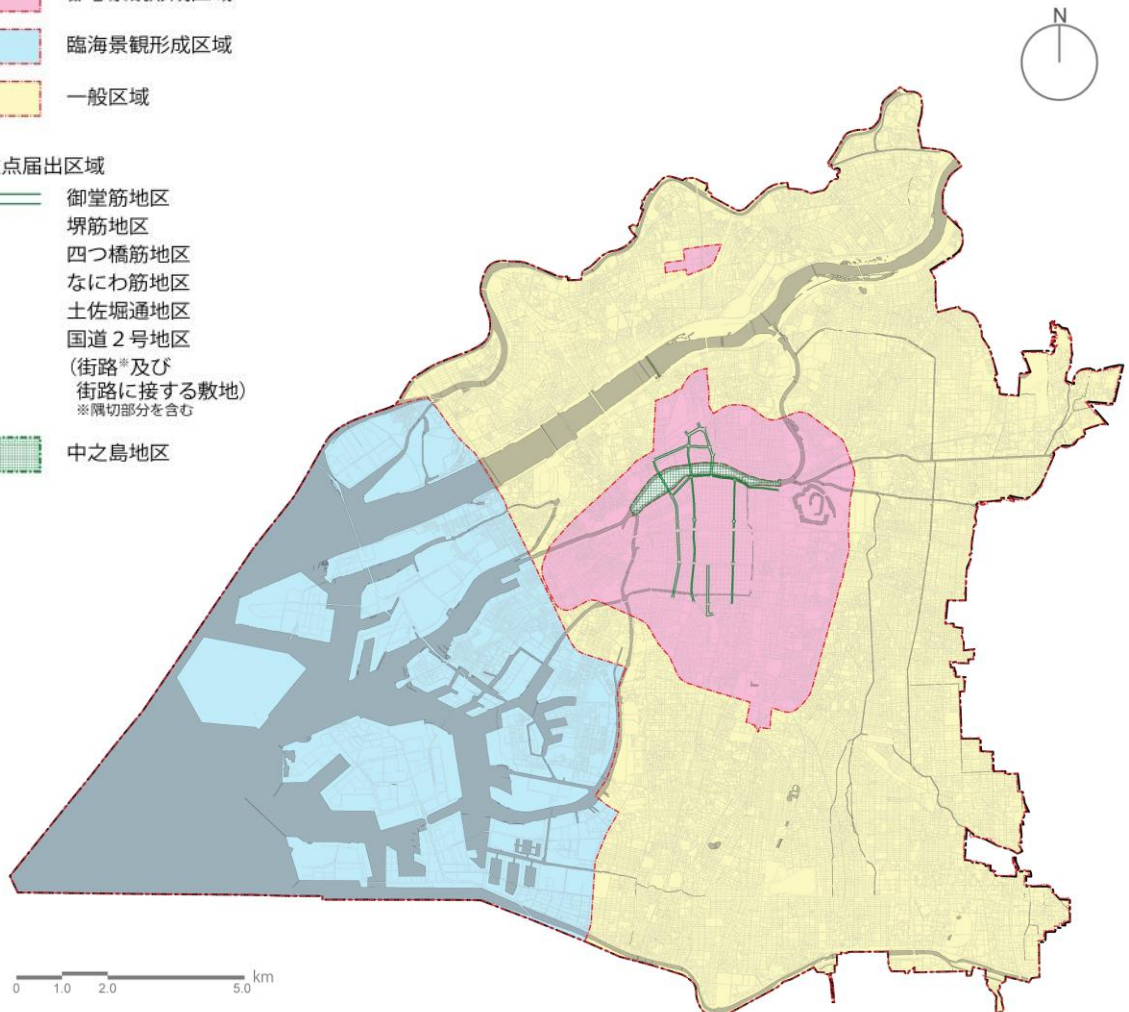 臨海景観形成区域
一般区域
点届出区域
御堂筋地区
堺筋地区
四つ橋筋地区
なにわ筋地区
土佐堀通地区
国道２号地区
(街路※及び
街路に接する敷地)
※隅切部分を含む
中之島地区
N
0 1.0 2.0 5.0 km